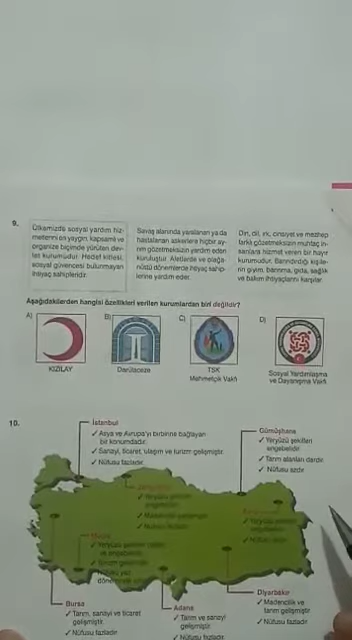 9.
Ülkemizde sosyal yardım hiz-
metlerini en yaygın, kapsamlı ve
organize biçimde yürüten dev-
let kurumudur. Hedef kitlesi,
sosyal güvencesi bulunmayan
ihtiyaç sahipleridir.
Savaş alanında yaralanan ya da
hastalanan askerlere hiçbir ay-
rım gözetmeksizin yardım eden
kuruluştur. Afetlerde ve olağa-
nüstü dönemlerde ihtiyaç sahip-
lerine yardım eder.
Din, dil, ırk, cinsiyet ve mezhep
farkı gözetmeksizin muhtaç in-
sanlara hizmet veren bir hayır
kurumudur. Barındırdığı kişile-
rin giyim, barınma, gıda, sağlık
ve bakım ihtiyaçlarını karşılar.
Aşağıdakilerden hangisi özellikleri verilen kurumlardan biri değildir?
A)
B)
C)
D)
KIZILAY
Darülaceze
TSK
Mehmetçik Vakfı
Sosyal Yardımlaşma
ve Dayanışma Vakfı
10.
İstanbul
✓ Asya ve Avrupa'yı birbirine bağlayan
bir konumdadır.
✓ Sanayi, ticaret, ulaşım ve turizm gelişmiştir.
✓ Nüfusu fazladır.
Gümüşhane
✓ Yeryüzü şekilleri
engebelidir.
✓ Tarım alanları dardır.
✓ Nüfusu azdır.
✓ Yeryüzü şekilleri
engebelidir.
✓ Yeryüzü şekilleri
Bursa
✓ Tarım, sanayi ve ticaret
gelişmiştir.
✓ Nüfusu fazladır.
Adana
✓ Tarım ve sanayi
gelişmiştir.
✓ Nüfusu fazladır.
Diyarbakır
✓ Madencilik ve
tarım gelişmiştir.
✓ Nüfusu fazladır.